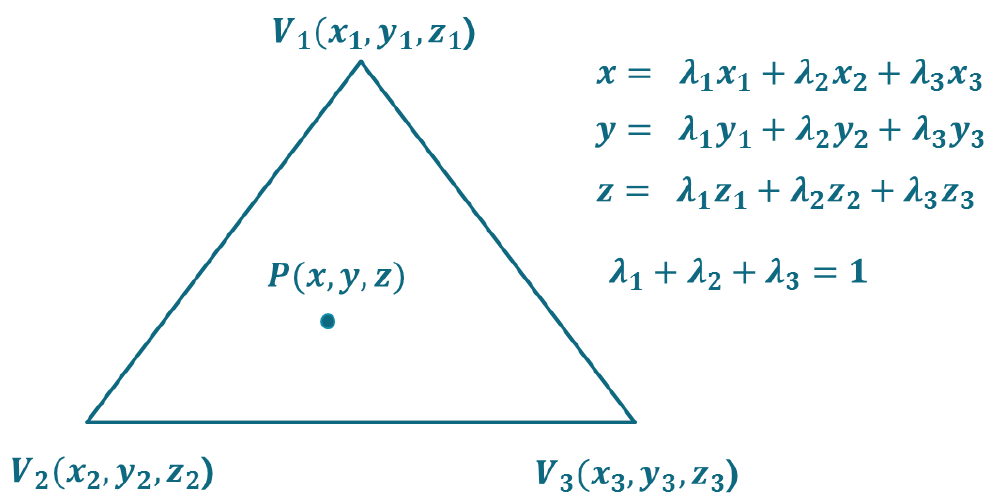 V₁(x₁, y₁, z₁)
x = λ₁x₁ + λ₂x₂ + λ₃x₃
y = λ₁y₁ + λ₂y₂ + λ₃y₃
z = λ₁z₁ + λ₂z₂ + λ₃z₃
P(x, y, z)
λ₁ + λ₂ + λ₃ = 1
V₂(x₂, y₂, z₂)
V₃(x₃, y₃, z₃)